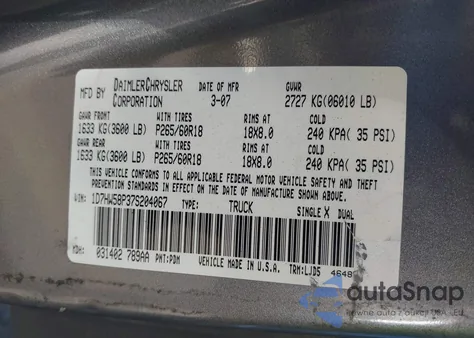 MFD BY DAIMLERCHRYSLER CORPORATION DATE OF MFR 3-07 GVWR 2727 KG(06010 LB)
GAWR FRONT WITH TIRES RIMS AT COLD
1633 KG(3600 LB) P265/60R18 18X8.0 240 KPA( 35 PSI)
GAWR REAR WITH TIRES RIMS AT COLD
1633 KG(3600 LB) P265/60R18 18X8.0 240 KPA( 35 PSI)
THIS VEHICLE CONFORMS TO ALL APPLICABLE FEDERAL MOTOR VEHICLE SAFETY AND
THEFT PREVENTION STANDARDS IN EFFECT ON THE DATE OF MANUFACTURE SHOWN ABOVE.
VIN: 1D7HW58P37S204067 TYPE: TRUCK SINGLE X DUAL
MDH: 031402 789AA PNT:PDM VEHICLE MADE IN U.S.A. TRM:LJD5 4648
autoSnap